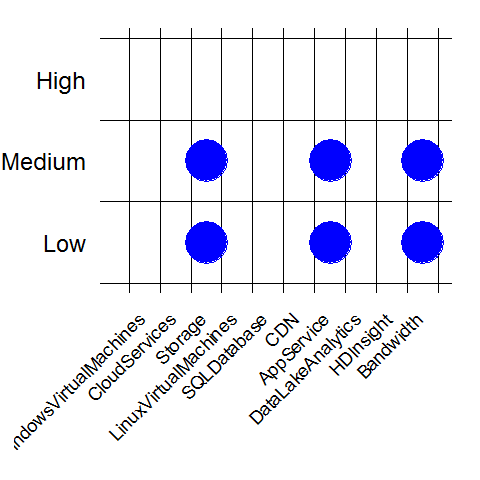 High
Medium
Low
ndowsVirtualMachines
CloudServices
Storage
LinuxVirtualMachines
SQLDatabase
CDN
AppService
DataLakeAnalytics
HDInsight
Bandwidth